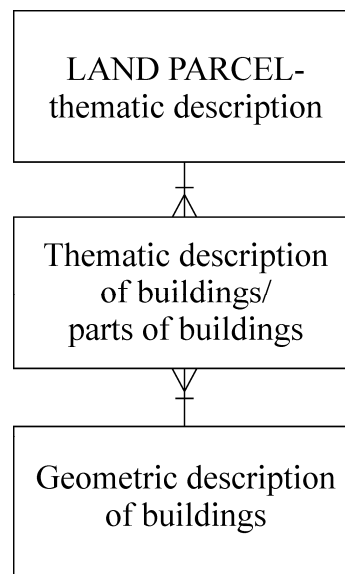 LAND PARCEL-
thematic description
Thematic description
of buildings/
parts of buildings
Geometric description
of buildings